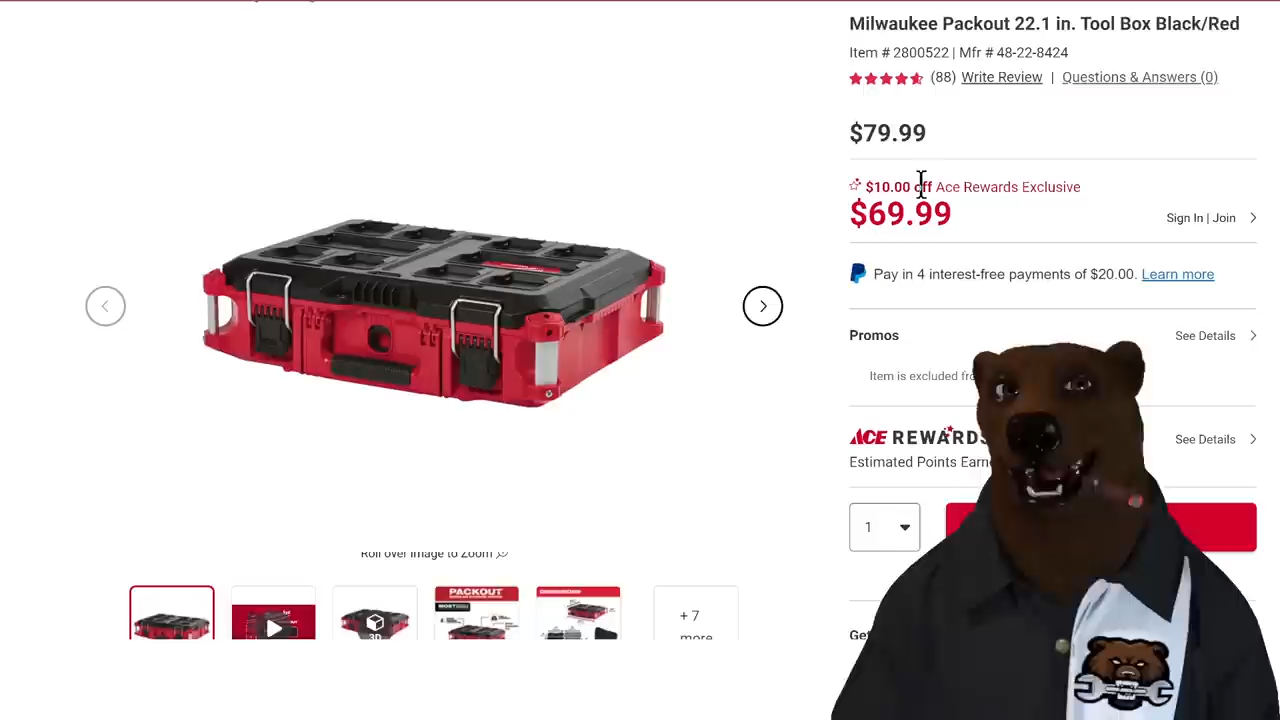 Milwaukee Packout 22.1 in. Tool Box Black/Red
Item # 2800522 | Mfr # 48-22-8424
(88) Write Review | Questions & Answers (0)
$79.99
$10.00 off Ace Rewards Exclusive
$69.99
Sign In | Join
Pay in 4 interest-free payments of $20.00. Learn more
Promos
See Details
Item is excluded
ACE REWARDS
See Details
Estimated Points
1
Roll over image to Zoom
PACKOUT
3D
+ 7
more